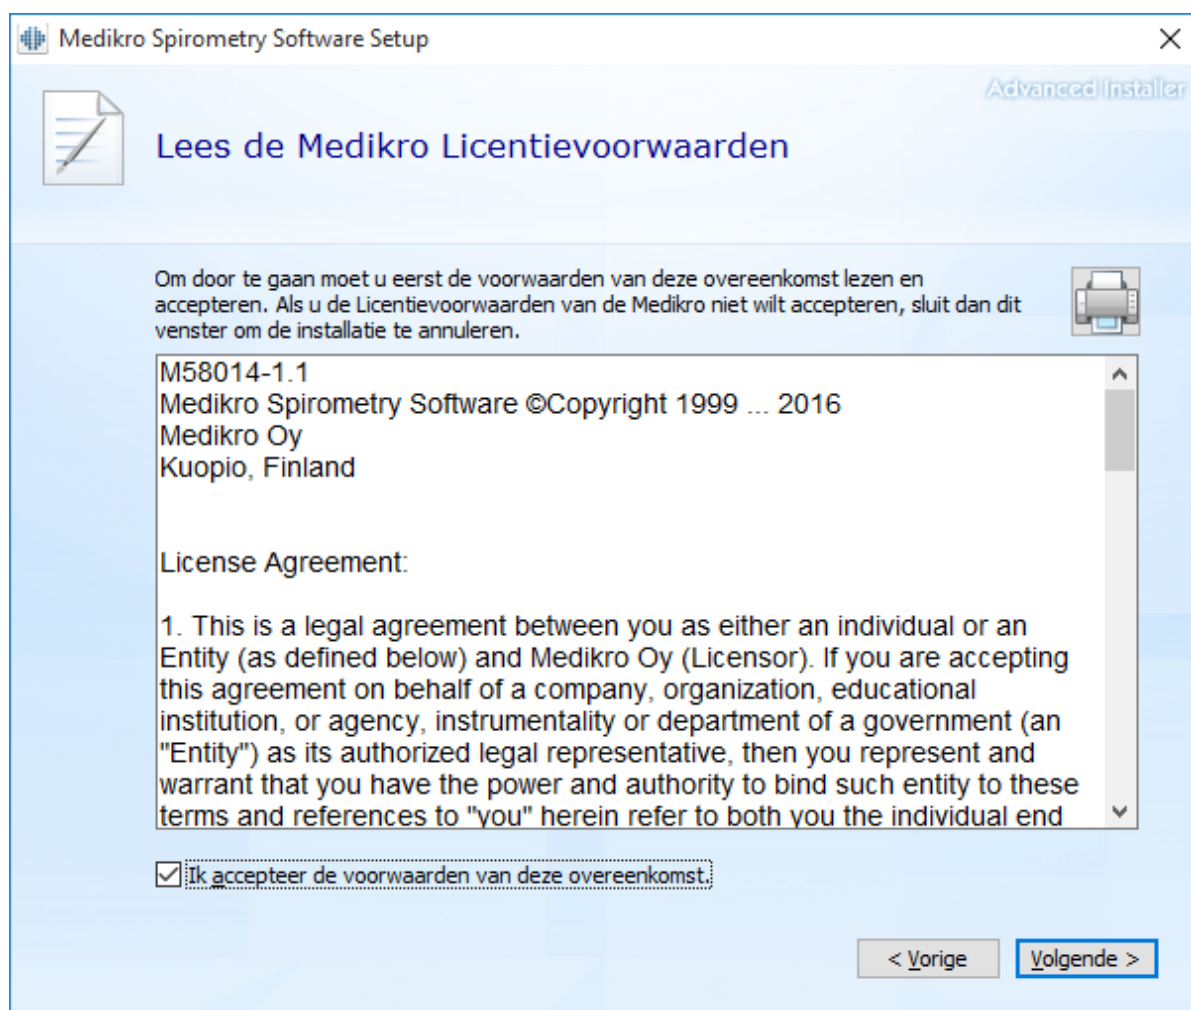 Medikro Spirometry Software Setup
Advanced Installer
Lees de Medikro Licentievoorwaarden
Om door te gaan moet u eerst de voorwaarden van deze overeenkomst lezen en
accepteren. Als u de Licentievoorwaarden van de Medikro niet wilt accepteren, sluit dan dit
venster om de installatie te annuleren.
M58014-1.1
Medikro Spirometry Software ©Copyright 1999 ... 2016
Medikro Oy
Kuopio, Finland
License Agreement:
1. This is a legal agreement between you as either an individual or an
Entity (as defined below) and Medikro Oy (Licensor). If you are accepting
this agreement on behalf of a company, organization, educational
institution, or agency, instrumentality or department of a government (an
"Entity") as its authorized legal representative, then you represent and
warrant that you have the power and authority to bind such entity to these
terms and references to "you" herein refer to both you the individual end
Ik accepteer de voorwaarden van deze overeenkomst.
< Vorige
Volgende >